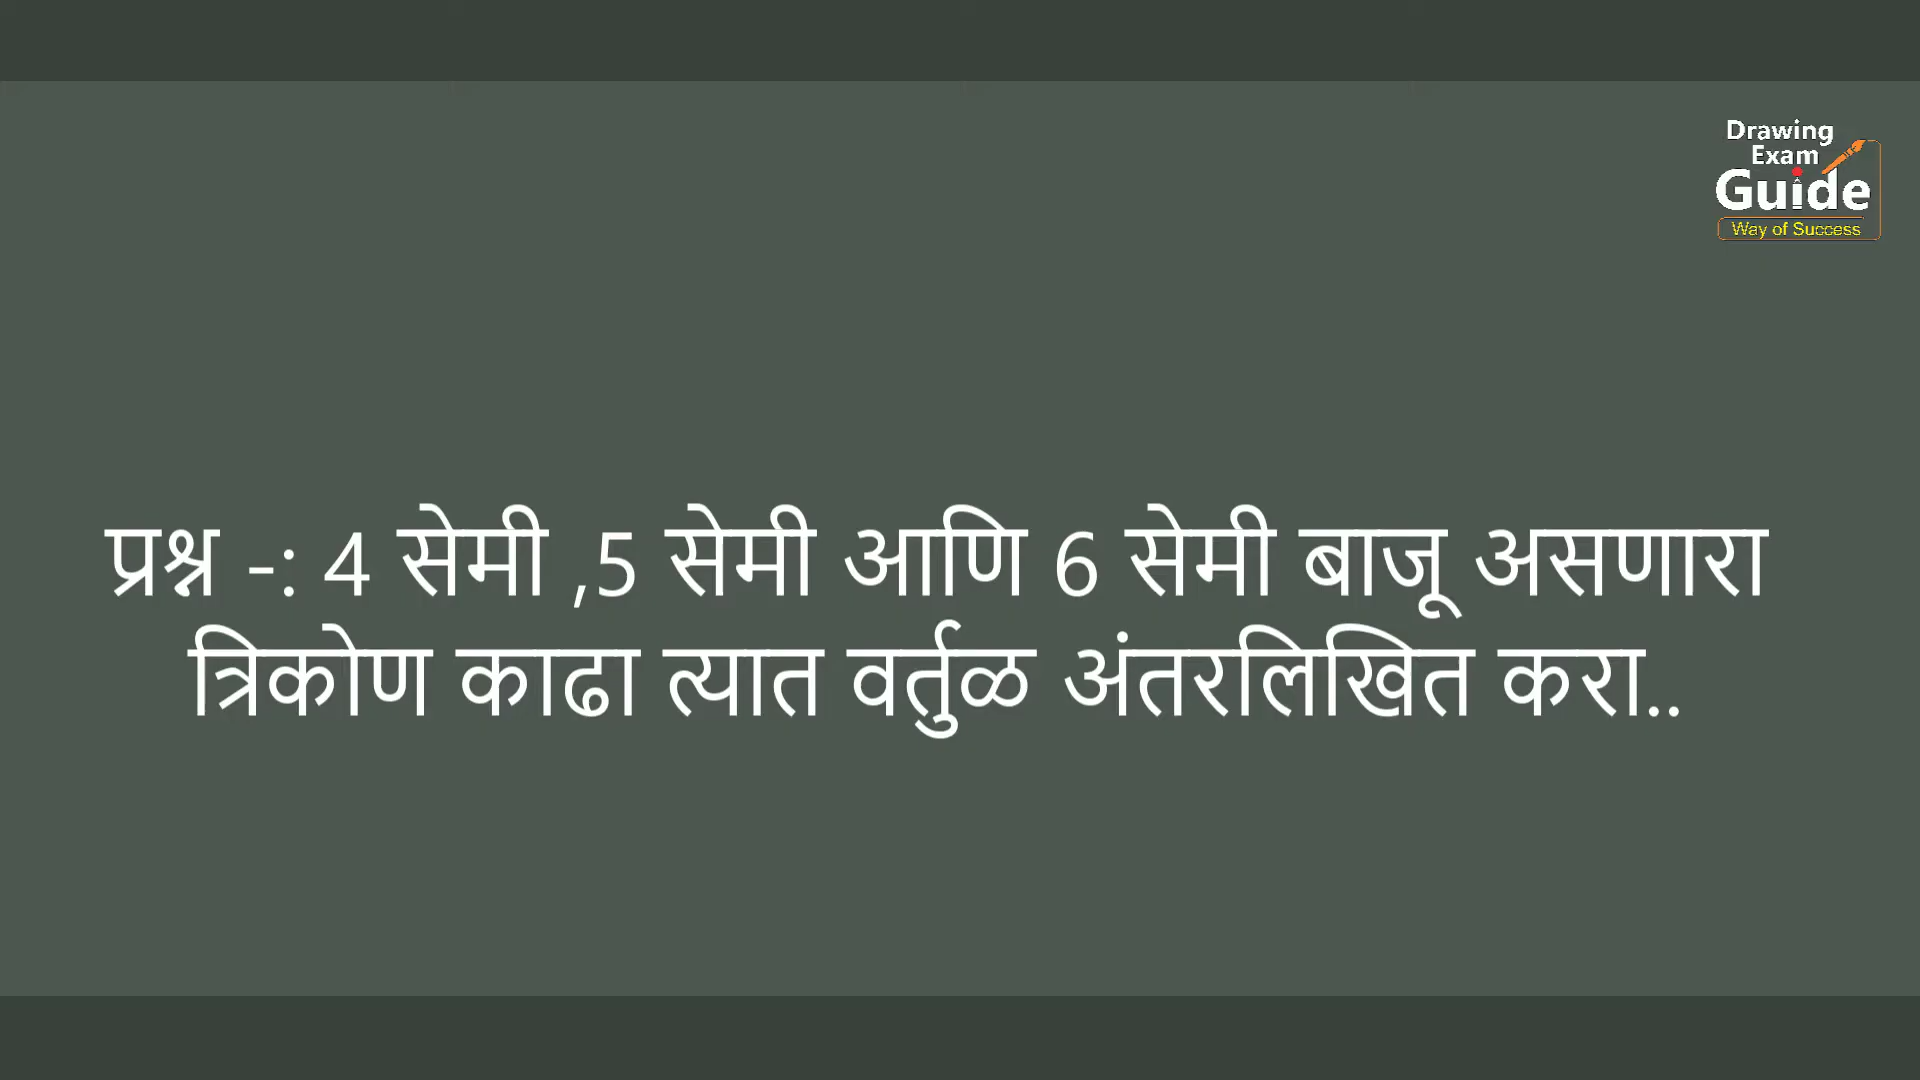 Drawing
Exam
Guide
Way of Success
प्रश्न -: 4 सेमी ,5 सेमी आणि 6 सेमी बाजू असणारा
त्रिकोण काढा त्यात वर्तुळ अंतरलिखित करा..